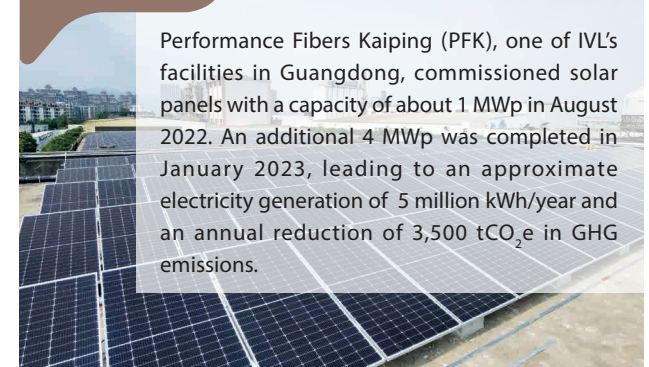 Performance Fibers Kaiping (PFK), one of IVL’s
facilities in Guangdong, commissioned solar
panels with a capacity of about 1 MWp in August
2022. An additional 4 MWp was completed in
January 2023, leading to an approximate
electricity generation of 5 million kWh/year and
an annual reduction of 3,500 tCO₂e in GHG
emissions.